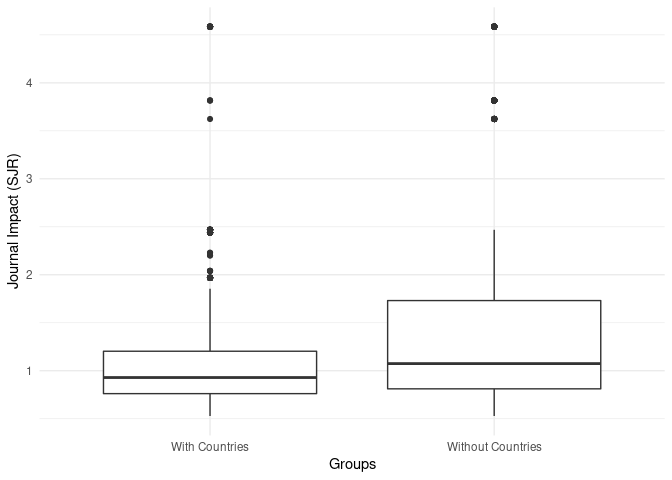 Journal Impact (SJR)
4
3
2
1
With Countries
Without Countries
Groups